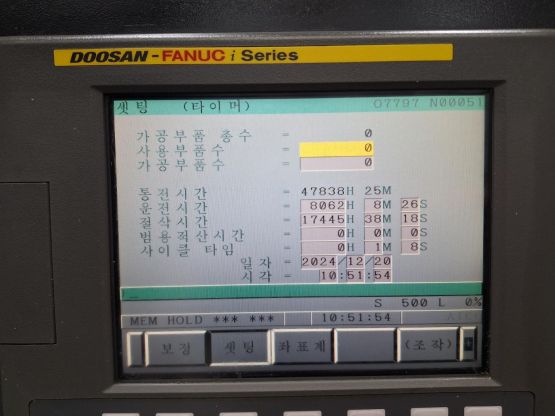 DOOSAN-FANUC i Series
셋팅 (타이머) O7797 N00051
가공부품 총수 = 0
사용부품수 = 0
가공부품수 = 0
통전시간 = 47838H 25M
운전시간 = 8062H 8M 26S
절삭시간 = 17445H 38M 18S
범용적산시간 = 0H 0M 0S
사이클 타임 = 0H 1M 8S
일자 = 2024/12/20
시각 = 10:51:54
S 500 L 0%
MEM HOLD *** *** 10:51:54
보정 셋팅 좌표계 (조작)